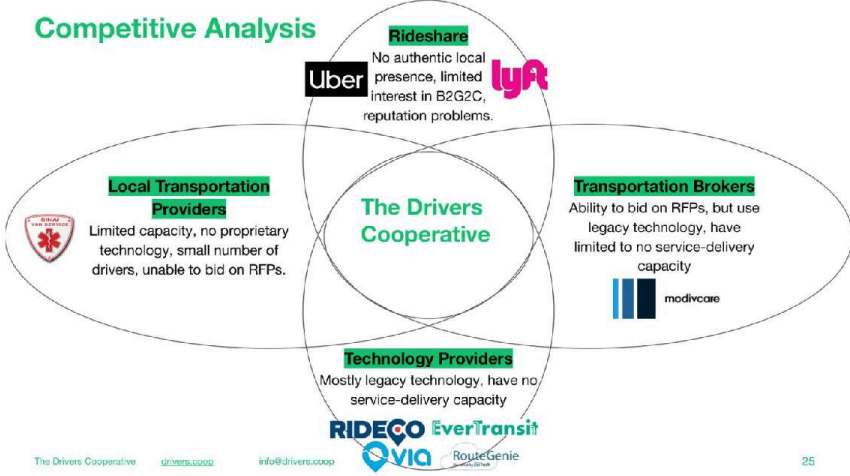 Competitive Analysis
Rideshare
Uber
lyft
No authentic local
presence, limited
interest in B2G2C,
reputation problems.
Local Transportation
Providers
SINAI
VAN SERVICE
Limited capacity, no proprietary
technology, small number of
drivers, unable to bid on RFPs.
The Drivers
Cooperative
Transportation Brokers
Ability to bid on RFPs, but use
legacy technology, have
limited to no service-delivery
capacity
modivcare
Technology Providers
Mostly legacy technology, have no
service-delivery capacity
RIDECO EverTransit
via RouteGenie
The Drivers Cooperative drivers.coop info@drivers.coop 25